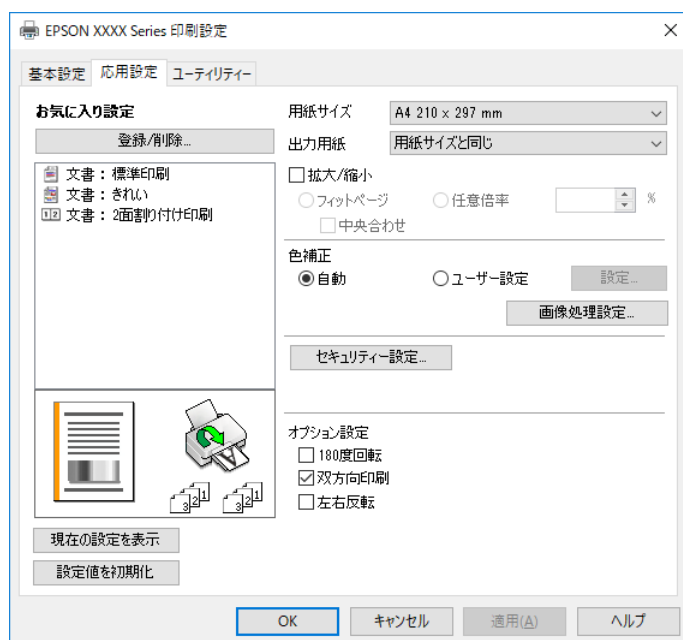 EPSON XXXX Series 印刷設定
基本設定 応用設定 ユーティリティー
お気に入り設定
登録/削除...
文書：標準印刷
文書：きれい
1 2 文書：2面割り付け印刷
3 2 1 3 2 1
現在の設定を表示
設定値を初期化
用紙サイズ A4 210 x 297 mm
出力用紙 用紙サイズと同じ
拡大/縮小
フィットページ 任意倍率 %
中央合わせ
色補正
自動 ユーザー設定 設定...
画像処理設定...
セキュリティー設定...
オプション設定
180度回転
双方向印刷
左右反転
OK キャンセル 適用(A) ヘルプ